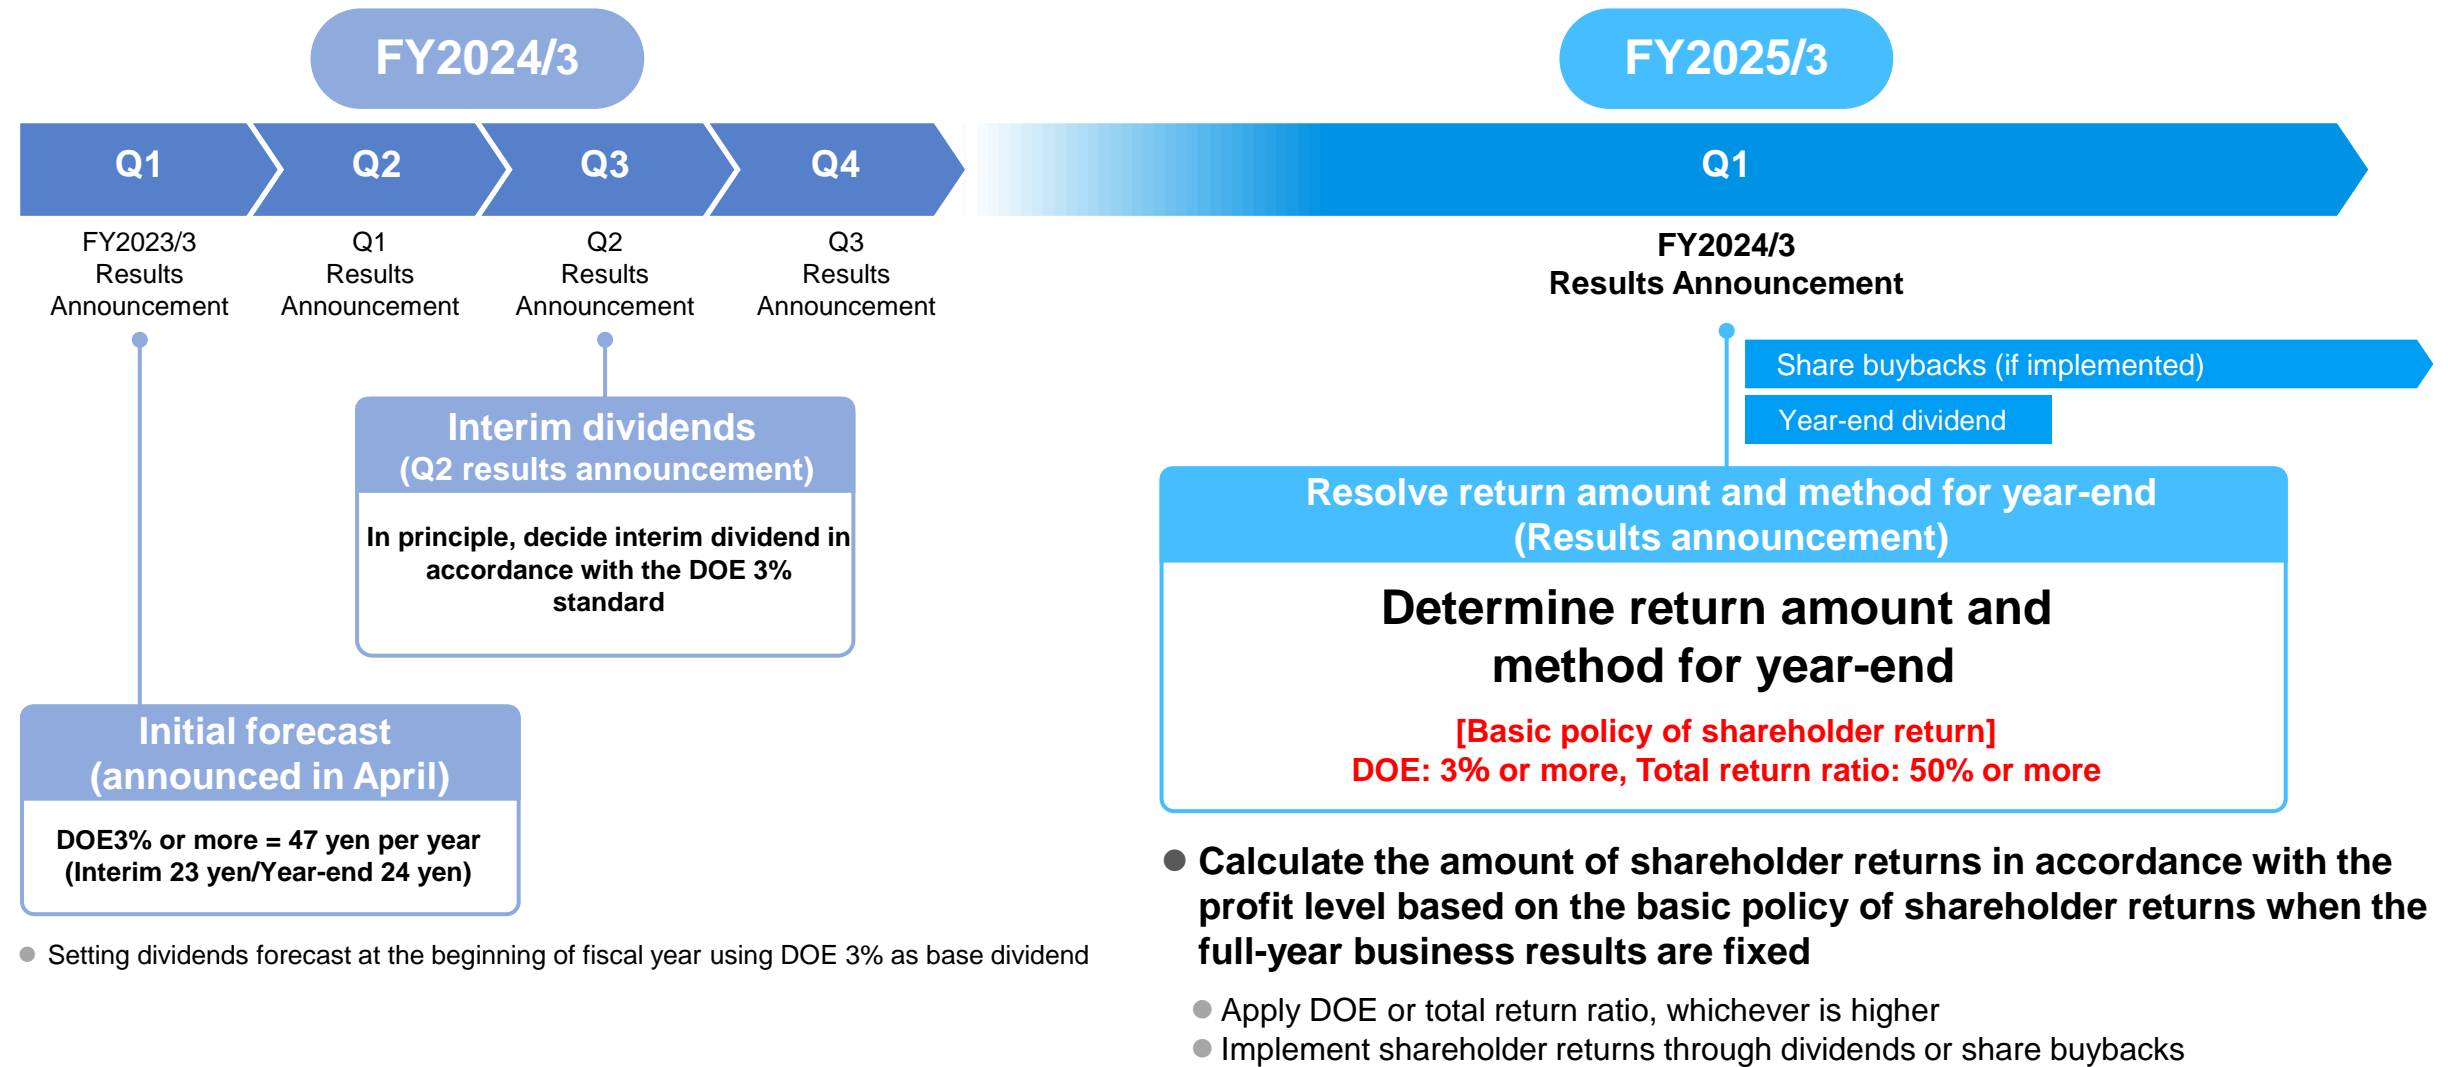 FY2024/3
FY2025/3
Q1
Q2
Q3
Q4
Q1
FY2023/3
Results
Announcement
Q1
Results
Announcement
Q2
Results
Announcement
Q3
Results
Announcement
FY2024/3
Results Announcement
Share buybacks (if implemented)
Year-end dividend
Interim dividends
(Q2 results announcement)
In principle, decide interim dividend in
accordance with the DOE 3%
standard
Initial forecast
(announced in April)
DOE3% or more = 47 yen per year
(Interim 23 yen/Year-end 24 yen)
● Setting dividends forecast at the beginning of fiscal year using DOE 3% as base dividend
Resolve return amount and method for year-end
(Results announcement)
Determine return amount and
method for year-end
[Basic policy of shareholder return]
DOE: 3% or more, Total return ratio: 50% or more
● Calculate the amount of shareholder returns in accordance with the
profit level based on the basic policy of shareholder returns when the
full-year business results are fixed
● Apply DOE or total return ratio, whichever is higher
● Implement shareholder returns through dividends or share buybacks